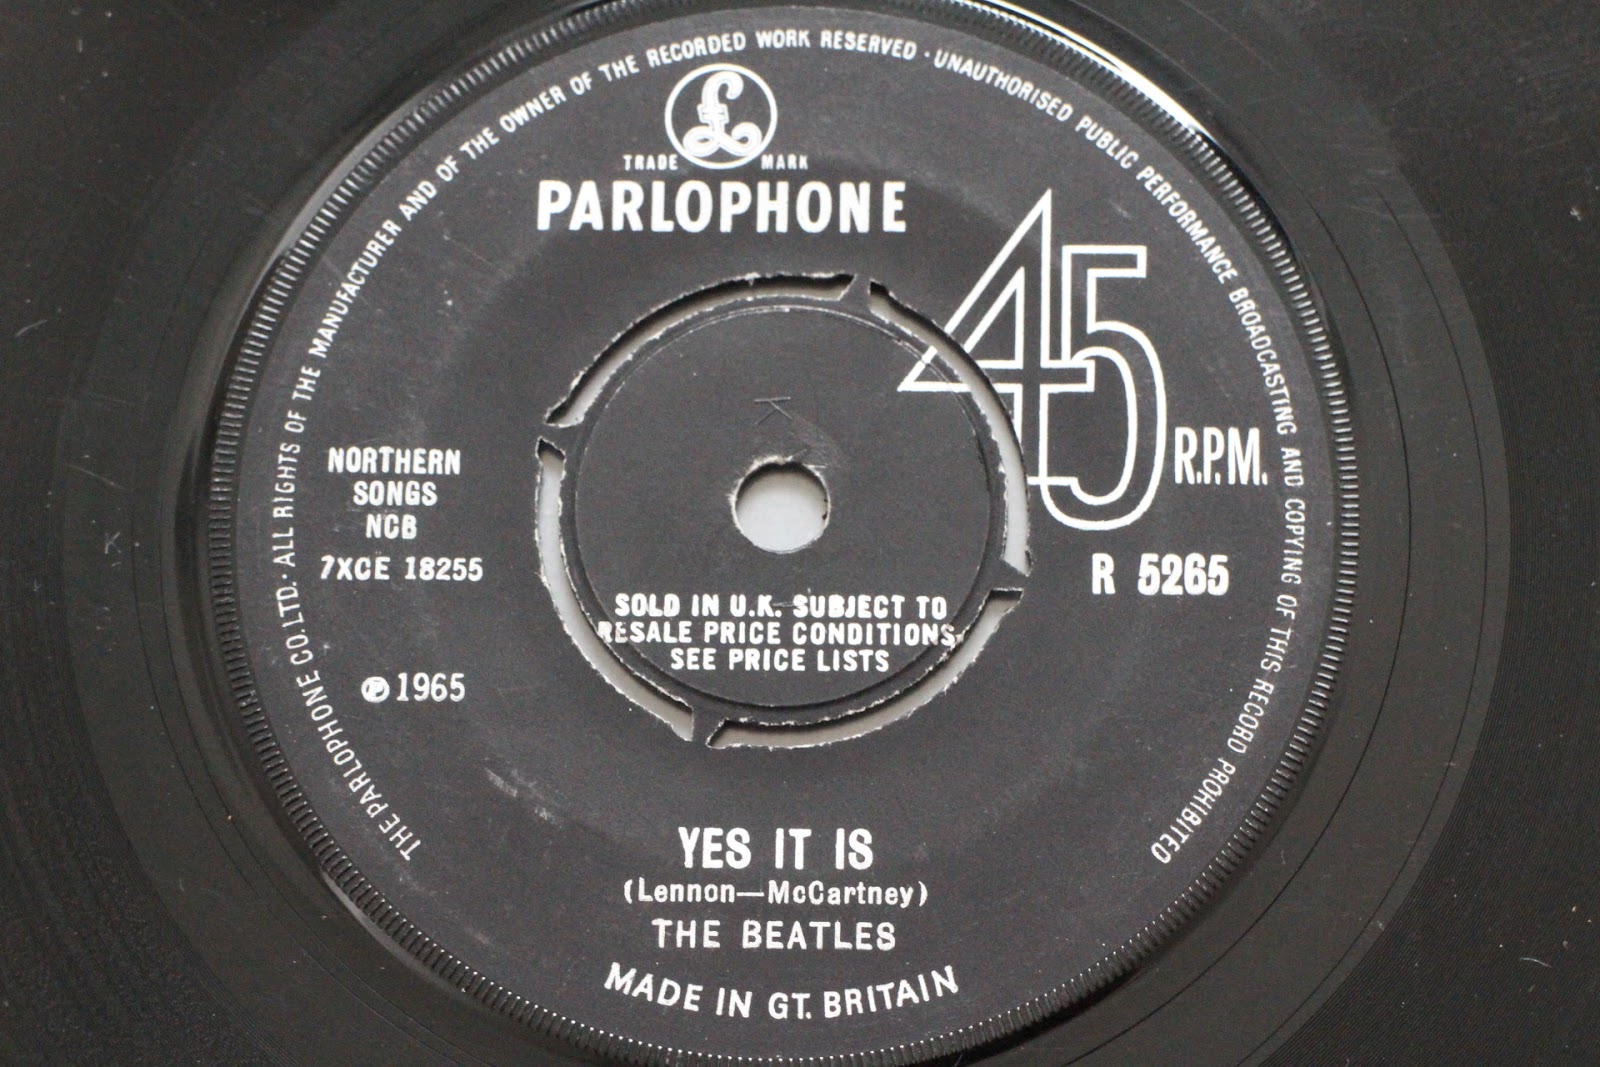 THE PARLOPHONE CO.LTD. ALL RIGHTS OF THE MANUFACTURER AND OF THE OWNER OF THE RECORDED WORK RESERVED · UNAUTHORISED PUBLIC PERFORMANCE BROADCASTING AND COPYING OF THIS RECORD PROHIBITED
£
TRADE MARK
PARLOPHONE
45 R.P.M.
NORTHERN
SONGS
NCB
7XCE 18255
R 5265
K
SOLD IN U.K. SUBJECT TO
RESALE PRICE CONDITIONS,
SEE PRICE LISTS
℗ 1965
YES IT IS
(Lennon—McCartney)
THE BEATLES
MADE IN GT. BRITAIN